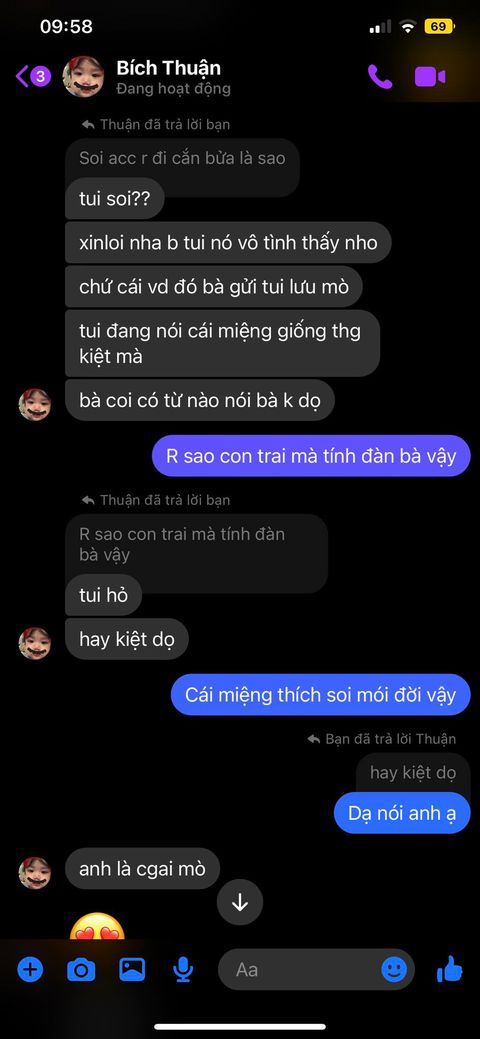 09:58
69
3
Bích Thuận
Đang hoạt động
Thuận đã trả lời bạn
Soi acc r đi cắn bửa là sao
tui soi??
xinloi nha b tui nó vô tình thấy nho
chứ cái vd đó bà gửi tui lưu mò
tui đang nói cái miệng giống thg
kiệt mà
bà coi có từ nào nói bà k dọ
R sao con trai mà tính đàn bà vậy
Thuận đã trả lời bạn
R sao con trai mà tính đàn
bà vậy
tui hỏ
hay kiệt dọ
Cái miệng thích soi mói đời vậy
Bạn đã trả lời Thuận
hay kiệt dọ
Dạ nói anh ạ
anh là cgai mò
Aa